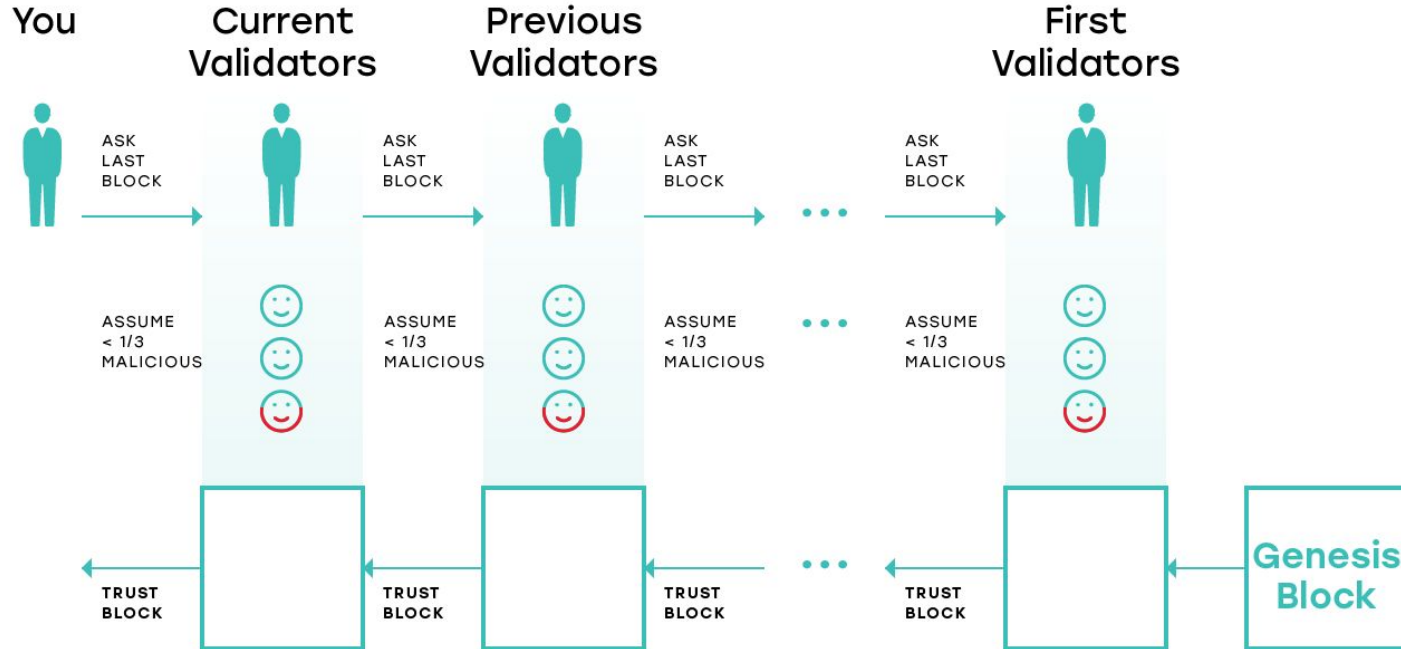 You
Current
Validators
Previous
Validators
First
Validators
ASK
LAST
BLOCK
ASK
LAST
BLOCK
ASK
LAST
BLOCK
ASK
LAST
BLOCK
ASSUME
< 1/3
MALICIOUS
ASSUME
< 1/3
MALICIOUS
ASSUME
< 1/3
MALICIOUS
ASSUME
< 1/3
MALICIOUS
TRUST
BLOCK
TRUST
BLOCK
TRUST
BLOCK
TRUST
BLOCK
Genesis
Block